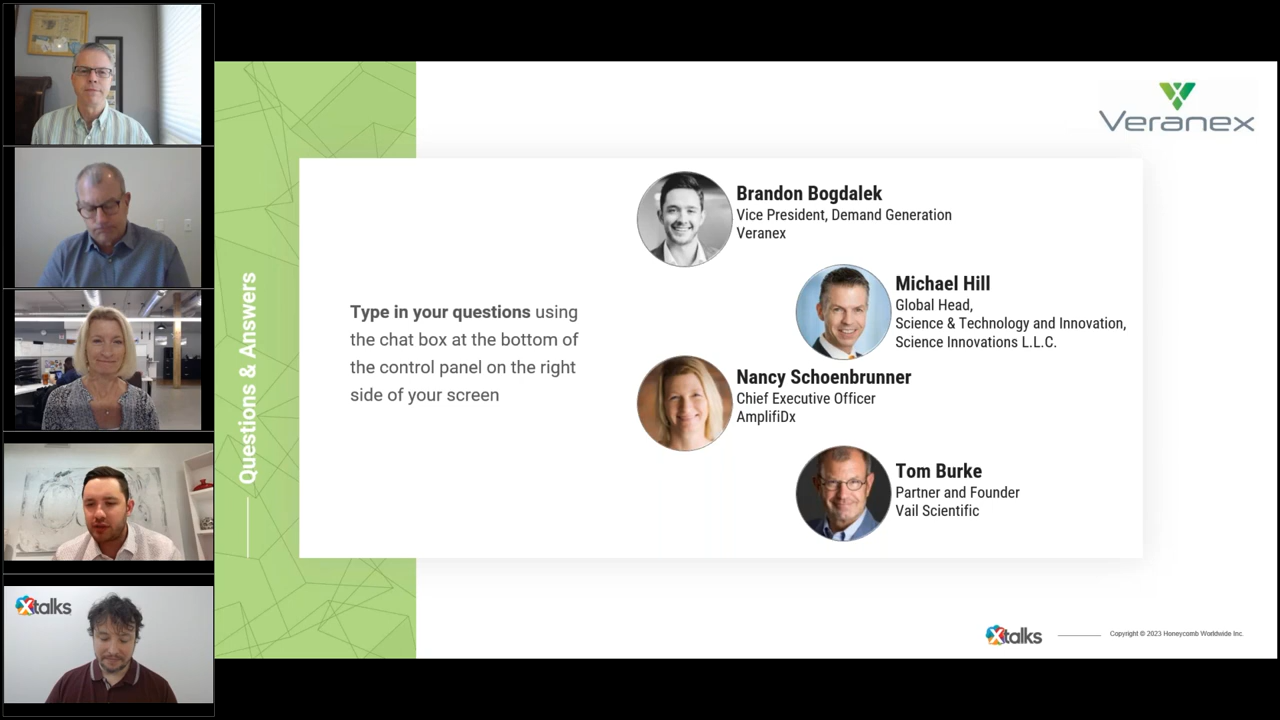 Veranex
Questions & Answers
Type in your questions using
the chat box at the bottom of
the control panel on the right
side of your screen
Brandon Bogdalek
Vice President, Demand Generation
Veranex
Michael Hill
Global Head,
Science & Technology and Innovation,
Science Innovations L.L.C.
Nancy Schoenbrunner
Chief Executive Officer
AmplifiDx
Tom Burke
Partner and Founder
Vail Scientific
Xtalks
Xtalks
Copyright © 2023 Honeycomb Worldwide Inc.